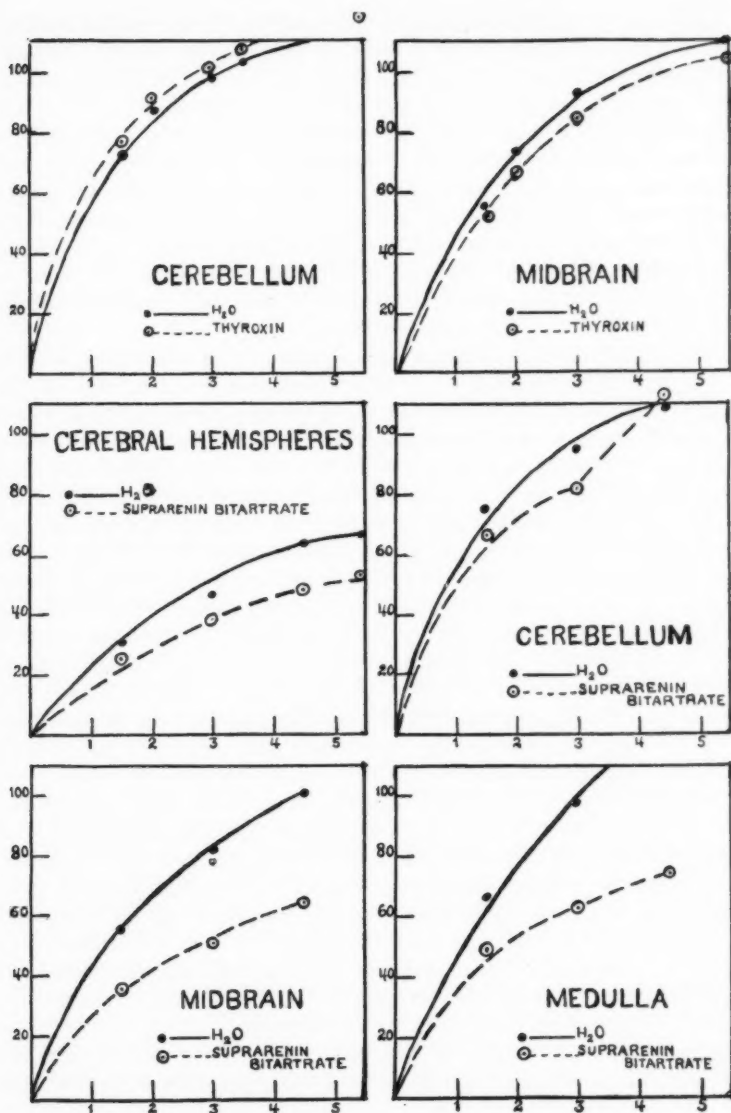 100
80
60
40
20
CEREBELLUM
H₂O
THYROXIN
1 2 3 4 5
100
80
60
40
20
MIDBRAIN
H₂O
THYROXIN
1 2 3 4 5
100
80
60
40
20
CEREBRAL HEMISPHERES
H₂O
SUPRARENIN BITARTRATE
1 2 3 4 5
100
80
60
40
20
CEREBELLUM
H₂O
SUPRARENIN
BITARTRATE
1 2 3 4 5
100
80
60
40
20
MIDBRAIN
H₂O
SUPRARENIN
BITARTRATE
1 2 3 4 5
100
80
60
40
20
MEDULLA
H₂O
SUPRARENIN
BITARTRATE
1 2 3 4 5